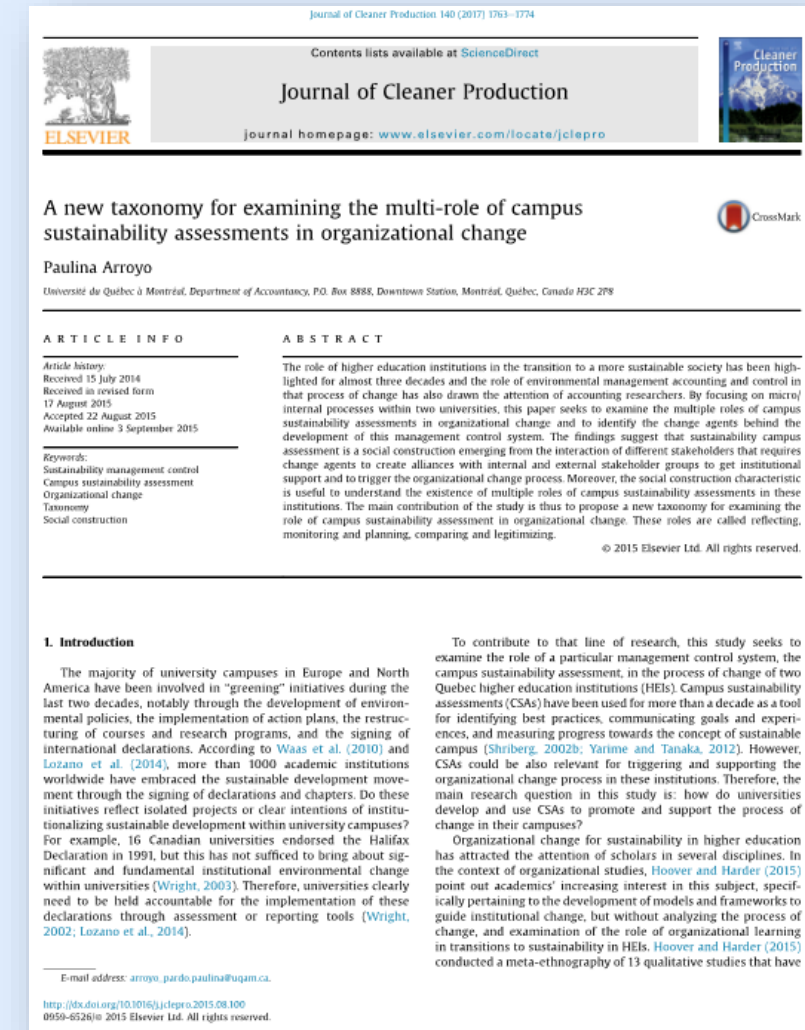 Journal of Cleaner Production 140 (2017) 1763–1774
Contents lists available at ScienceDirect
Journal of Cleaner Production
journal homepage: www.elsevier.com/locate/jclepro
ELSEVIER
Cleaner
Production
A new taxonomy for examining the multi-role of campus
sustainability assessments in organizational change
CrossMark
Paulina Arroyo
Université du Québec à Montréal, Department of Accountancy, P.O. Box 8888, Downtown Station, Montréal, Québec, Canada H3C 2P8
ARTICLE INFO
Article history:
Received 15 July 2014
Received in revised form
17 August 2015
Accepted 22 August 2015
Available online 3 September 2015
Keywords:
Sustainability management control
Campus sustainability assessment
Organizational change
Taxonomy
Social construction
ABSTRACT
The role of higher education institutions in the transition to a more sustainable society has been high-
lighted for almost three decades and the role of environmental management accounting and control in
that process of change has also drawn the attention of accounting researchers. By focusing on micro/
internal processes within two universities, this paper seeks to examine the multiple roles of campus
sustainability assessments in organizational change and to identify the change agents behind the
development of this management control system. The findings suggest that sustainability campus
assessment is a social construction emerging from the interaction of different stakeholders that requires
change agents to create alliances with internal and external stakeholder groups to get institutional
support and to trigger the organizational change process. Moreover, the social construction characteristic
is useful to understand the existence of multiple roles of campus sustainability assessments in these
institutions. The main contribution of the study is thus to propose a new taxonomy for examining the
role of campus sustainability assessment in organizational change. These roles are called reflecting,
monitoring and planning, comparing and legitimizing.
© 2015 Elsevier Ltd. All rights reserved.
1. Introduction
The majority of university campuses in Europe and North
America have been involved in "greening" initiatives during the
last two decades, notably through the development of environ-
mental policies, the implementation of action plans, the restruc-
turing of courses and research programs, and the signing of
international declarations. According to Waas et al. (2010) and
Lozano et al. (2014), more than 1000 academic institutions
worldwide have embraced the sustainable development move-
ment through the signing of declarations and chapters. Do these
initiatives reflect isolated projects or clear intentions of institu-
tionalizing sustainable development within university campuses?
For example, 16 Canadian universities endorsed the Halifax
Declaration in 1991, but this has not sufficed to bring about sig-
nificant and fundamental institutional environmental change
within universities (Wright, 2003). Therefore, universities clearly
need to be held accountable for the implementation of these
declarations through assessment or reporting tools (Wright,
2002; Lozano et al., 2014).
E-mail address: arroyo_pardo.paulina@uqam.ca.
http://dx.doi.org/10.1016/j.jclepro.2015.08.100
0959-6526/© 2015 Elsevier Ltd. All rights reserved.
To contribute to that line of research, this study seeks to
examine the role of a particular management control system, the
campus sustainability assessment, in the process of change of two
Quebec higher education institutions (HEIs). Campus sustainability
assessments (CSAs) have been used for more than a decade as a tool
for identifying best practices, communicating goals and experi-
ences, and measuring progress towards the concept of sustainable
campus (Shriberg, 2002b; Yarime and Tanaka, 2012). However,
CSAs could be also relevant for triggering and supporting the
organizational change process in these institutions. Therefore, the
main research question in this study is: how do universities
develop and use CSAs to promote and support the process of
change in their campuses?
Organizational change for sustainability in higher education
has attracted the attention of scholars in several disciplines. In
the context of organizational studies, Hoover and Harder (2015)
point out academics' increasing interest in this subject, specif-
ically pertaining to the development of models and frameworks to
guide institutional change, but without analyzing the process of
change, and examination of the role of organizational learning
in transitions to sustainability in HEIs. Hoover and Harder (2015)
conducted a meta-ethnography of 13 qualitative studies that have